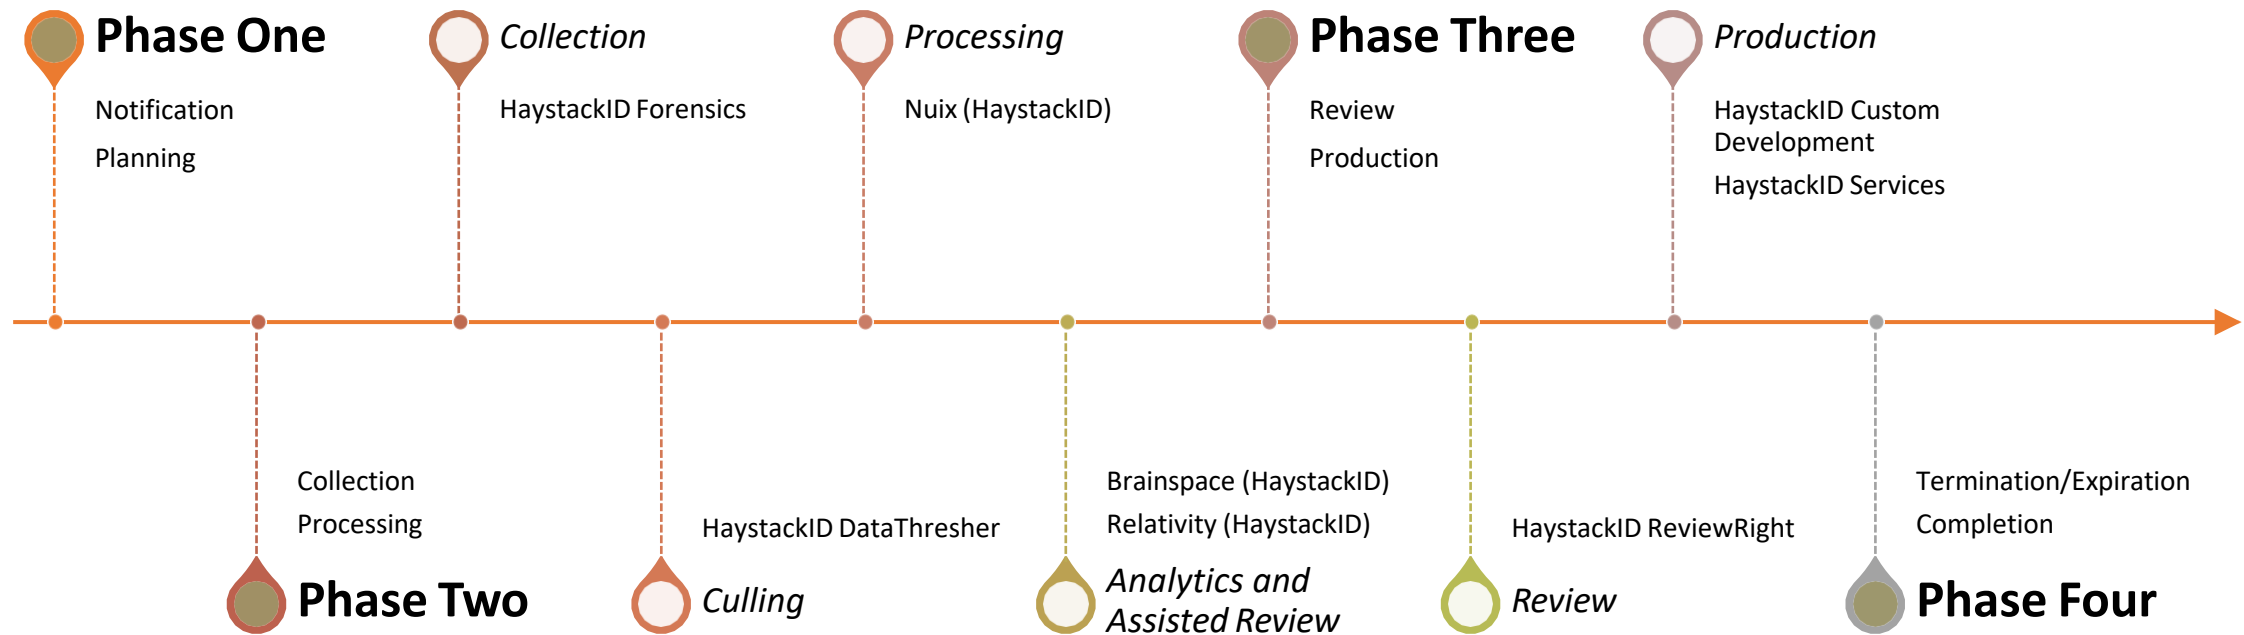 Phase One
Notification
Planning
Collection
HaystackID Forensics
Processing
Nuix (HaystackID)
Phase Three
Review
Production
Production
HaystackID Custom
Development
HaystackID Services
Collection
Processing
Phase Two
HaystackID DataThresher
Culling
Brainspace (HaystackID)
Relativity (HaystackID)
Analytics and
Assisted Review
HaystackID ReviewRight
Review
Termination/Expiration
Completion
Phase Four